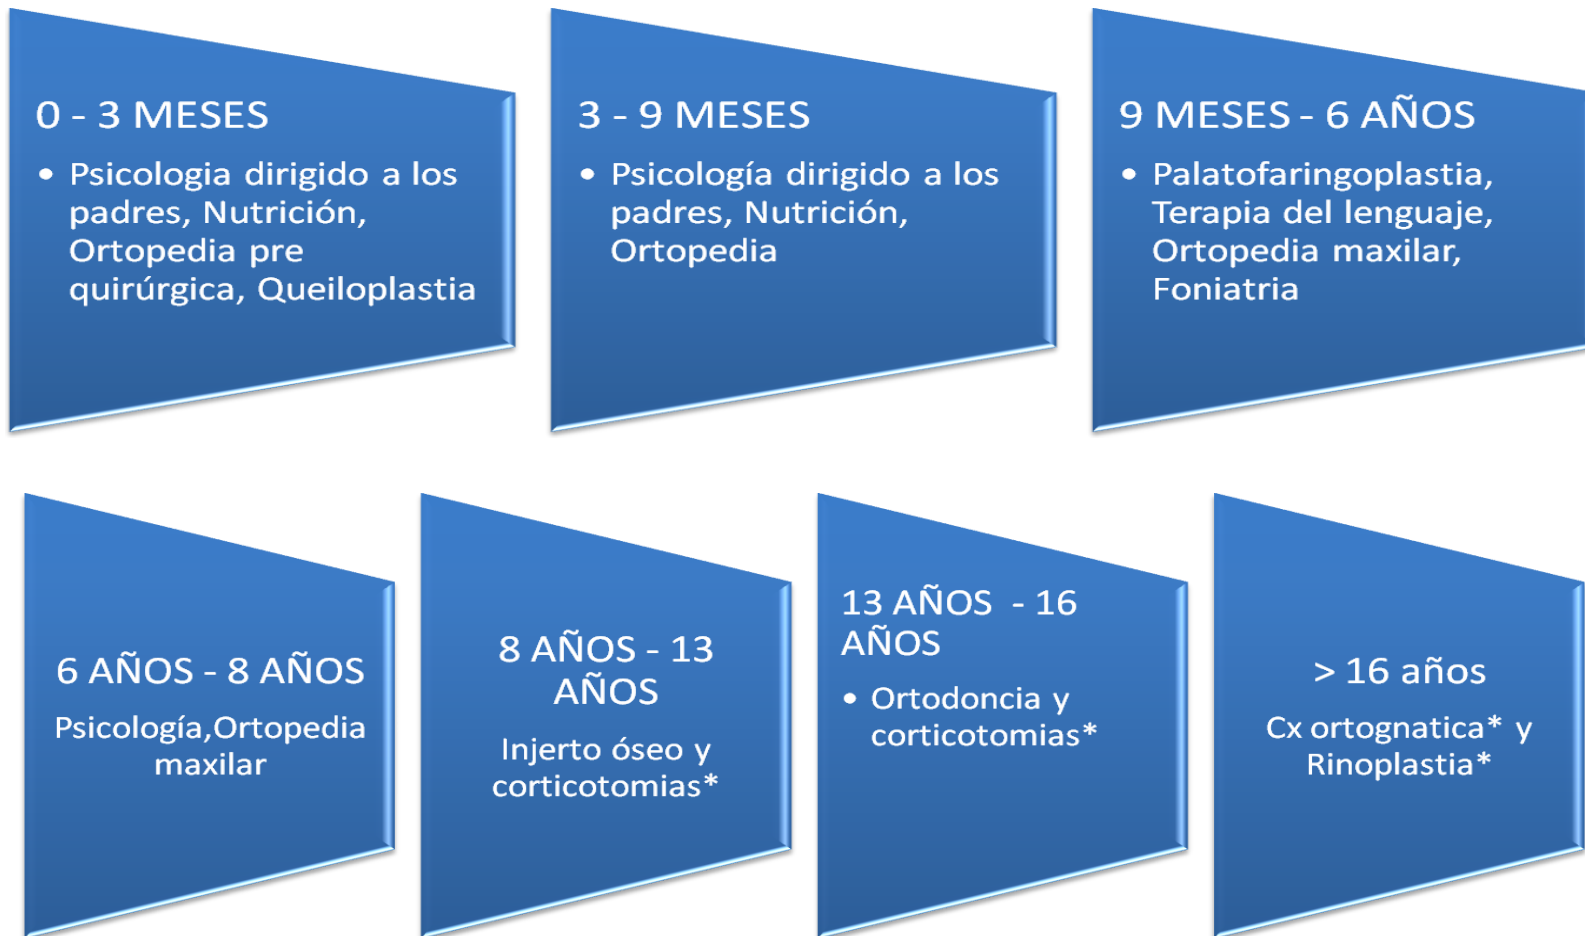 0 - 3 MESES
• Psicologia dirigido a los
padres, Nutrición,
Ortopedia pre
quirúrgica, Queiloplastia
3 - 9 MESES
• Psicología dirigido a los
padres, Nutrición,
Ortopedia
9 MESES - 6 AÑOS
• Palatofaringoplastia,
Terapia del lenguaje,
Ortopedia maxilar,
Foniatria
6 AÑOS - 8 AÑOS
Psicología,Ortopedia
maxilar
8 AÑOS - 13
AÑOS
Injerto óseo y
corticotomias*
13 AÑOS - 16
AÑOS
• Ortodoncia y
corticotomias*
> 16 años
Cx ortognatica* y
Rinoplastia*